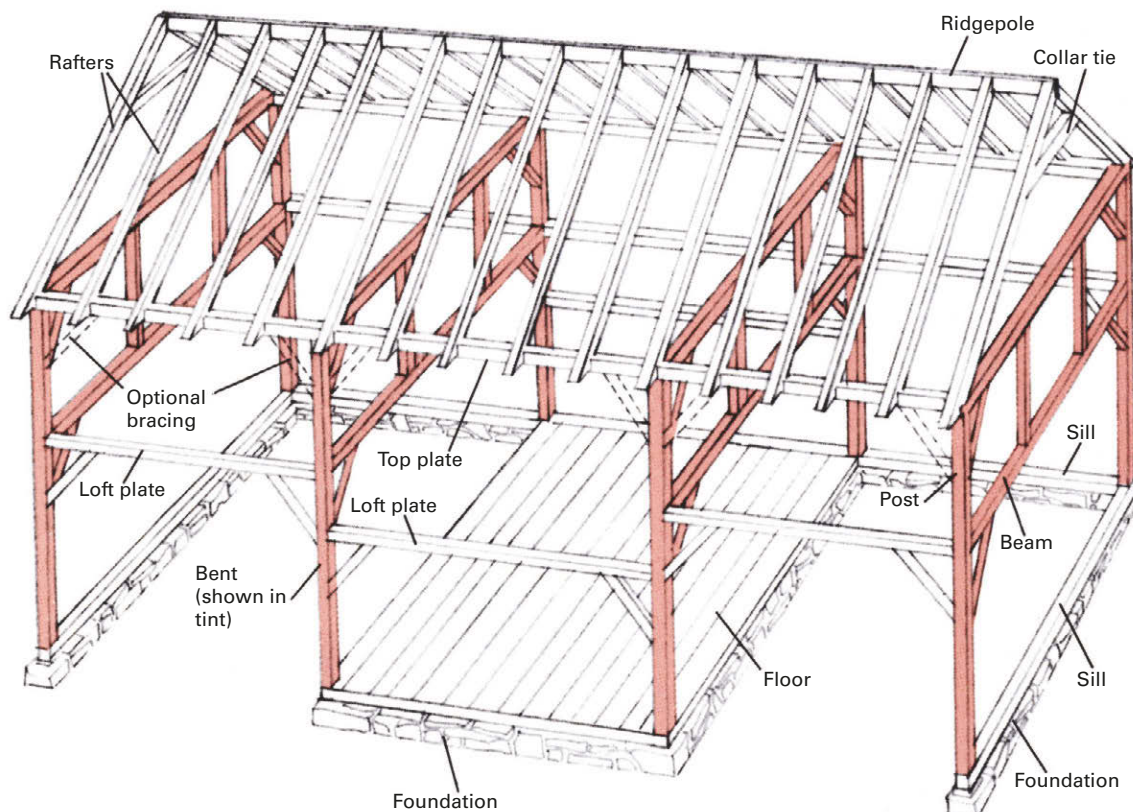 Ridgepole
Collar tie
Rafters
Optional
bracing
Top plate
Sill
Loft plate
Post
Loft plate
Beam
Bent
(shown in
tint)
Floor
Sill
Foundation
Foundation